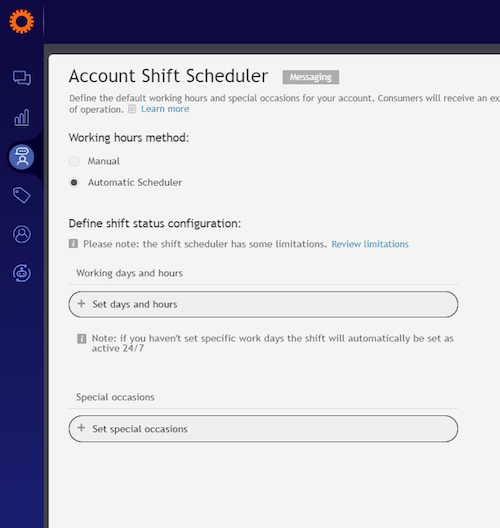 Account Shift Scheduler Messaging
Define the default working hours and special occasions for your account. Consumers will receive an ex
of operation. Learn more
Working hours method:
Manual
Automatic Scheduler
Define shift status configuration:
i Please note: the shift scheduler has some limitations. Review limitations
Working days and hours
+ Set days and hours
i Note: if you haven't set specific work days the shift will automatically be set as
active 24/7
Special occasions
+ Set special occasions